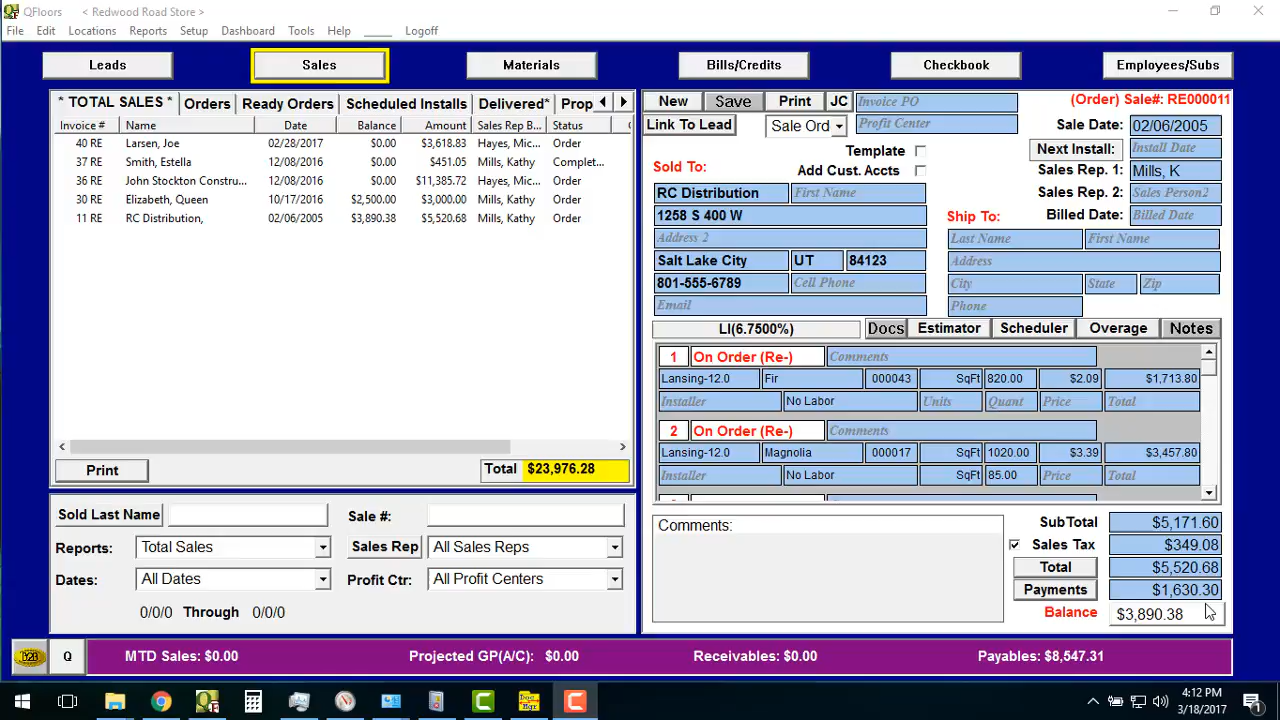 QFloors < Redwood Road Store >
File Edit Locations Reports Setup Dashboard Tools Help ____ Logoff
Leads Sales Materials Bills/Credits Checkbook Employees/Subs
* TOTAL SALES * Orders Ready Orders Scheduled Installs Delivered* Prop
Invoice # Name Date Balance Amount Sales Rep B... Status
40 RE Larsen, Joe 02/28/2017 $0.00 $3,618.83 Hayes, Mic... Order
37 RE Smith, Estella 12/08/2016 $0.00 $451.05 Mills, Kathy Complet...
36 RE John Stockton Constru... 12/08/2016 $0.00 $11,385.72 Hayes, Mic... Order
30 RE Elizabeth, Queen 10/17/2016 $2,500.00 $3,000.00 Mills, Kathy Order
11 RE RC Distribution, 02/06/2005 $3,890.38 $5,520.68 Mills, Kathy Order
Print Total $23,976.28
Sold Last Name Sale #:
Reports: Total Sales Sales Rep All Sales Reps
Dates: All Dates Profit Ctr: All Profit Centers
0/0/0 Through 0/0/0
New Save Print JC Invoice PO (Order) Sale#: RE000011
Link To Lead Sale Ord Profit Center Sale Date: 02/06/2005
Template Next Install: Install Date
Sold To: Add Cust. Accts Sales Rep. 1: Mills, K
RC Distribution First Name Sales Rep. 2: Sales Person2
1258 S 400 W Ship To: Billed Date: Billed Date
Address 2 Last Name First Name
Salt Lake City UT 84123 Address
801-555-6789 Cell Phone City State Zip
Email Phone
LI(6.7500%) Docs Estimator Scheduler Overage Notes
1 On Order (Re-) Comments
Lansing-12.0 Fir 000043 SqFt 820.00 $2.09 $1,713.80
Installer No Labor Units Quant Price Total
2 On Order (Re-) Comments
Lansing-12.0 Magnolia 000017 SqFt 1020.00 $3.39 $3,457.80
Installer No Labor SqFt 85.00 Price Total
Comments: SubTotal $5,171.60
Sales Tax $349.08
Total $5,520.68
Payments $1,630.30
Balance $3,890.38
Q MTD Sales: $0.00 Projected GP(A/C): $0.00 Receivables: $0.00 Payables: $8,547.31
4:12 PM
3/18/2017